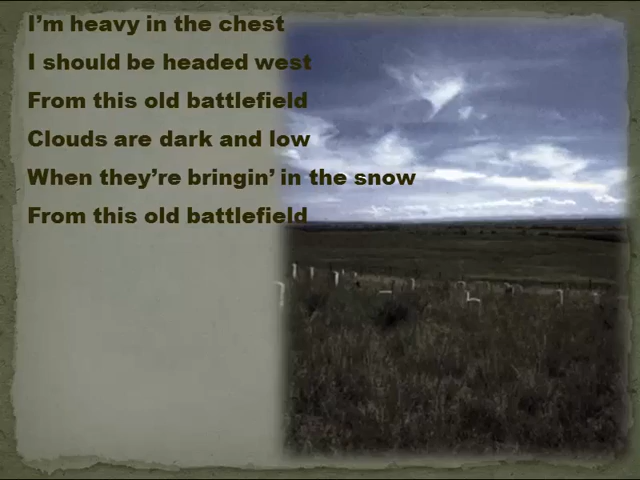 I’m heavy in the chest
I should be headed west
From this old battlefield
Clouds are dark and low
When they’re bringin’ in the snow
From this old battlefield